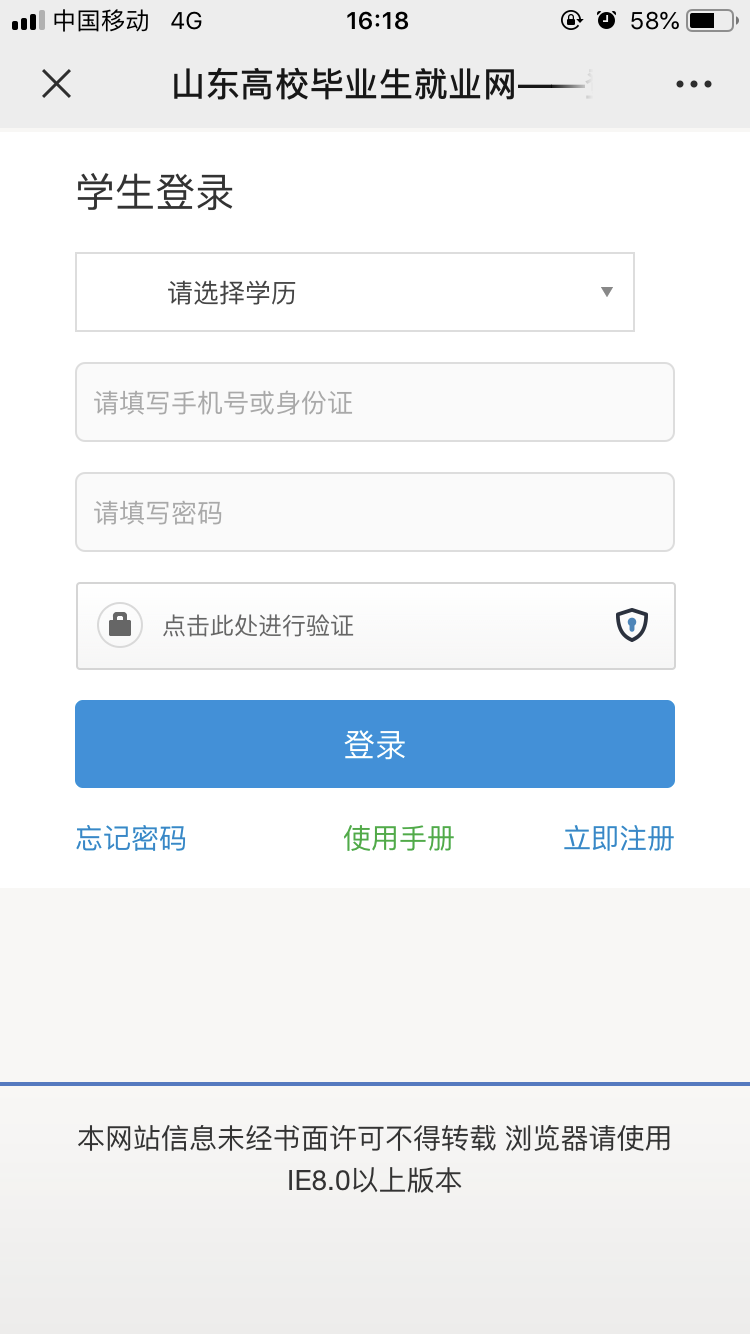 中国移动 4G 16:18 58%
山东高校毕业生就业网——
学生登录
请选择学历
请填写手机号或身份证
请填写密码
点击此处进行验证
登录
忘记密码 使用手册 立即注册
本网站信息未经书面许可不得转载 浏览器请使用
IE8.0以上版本